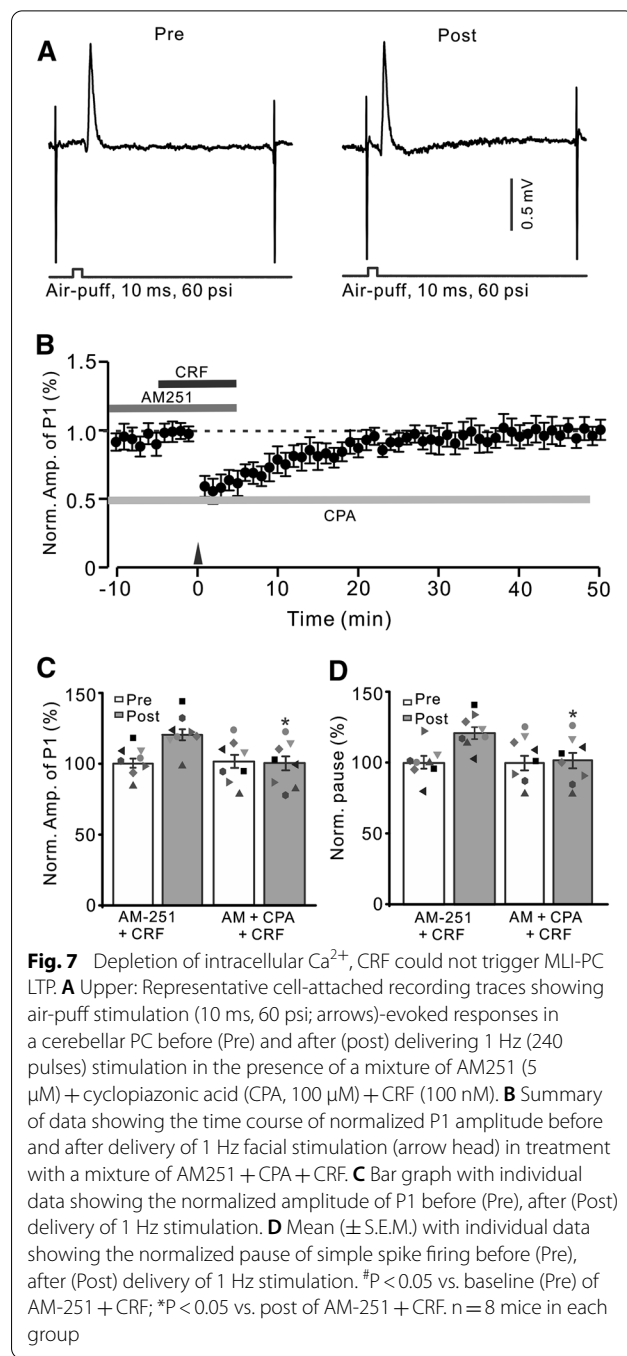 A
Pre
Post
0.5 mV
Air-puff, 10 ms, 60 psi
Air-puff, 10 ms, 60 psi
B
Norm. Amp. of P1 (%)
1.5
1.0
0.5
0
CRF
AM251
CPA
-10
0
10
20
30
40
50
Time (min)
C
Norm. Amp. of P1 (%)
150
100
50
0
Pre
Post
*
AM-251
+ CRF
AM + CPA
+ CRF
D
Norm. pause (%)
150
100
50
0
Pre
Post
*
AM-251
+ CRF
AM + CPA
+ CRF
Fig. 7 Depletion of intracellular Ca²⁺, CRF could not trigger MLI-PC
LTP. A Upper: Representative cell-attached recording traces showing
air-puff stimulation (10 ms, 60 psi; arrows)-evoked responses in
a cerebellar PC before (Pre) and after (post) delivering 1 Hz (240
pulses) stimulation in the presence of a mixture of AM251 (5
μM) + cyclopiazonic acid (CPA, 100 μM) + CRF (100 nM). B Summary
of data showing the time course of normalized P1 amplitude before
and after delivery of 1 Hz facial stimulation (arrow head) in treatment
with a mixture of AM251 + CPA + CRF. C Bar graph with individual
data showing the normalized amplitude of P1 before (Pre), after (Post)
delivery of 1 Hz stimulation. D Mean (± S.E.M.) with individual data
showing the normalized pause of simple spike firing before (Pre),
after (Post) delivery of 1 Hz stimulation. #P < 0.05 vs. baseline (Pre) of
AM-251 + CRF; *P < 0.05 vs. post of AM-251 + CRF. n = 8 mice in each
group